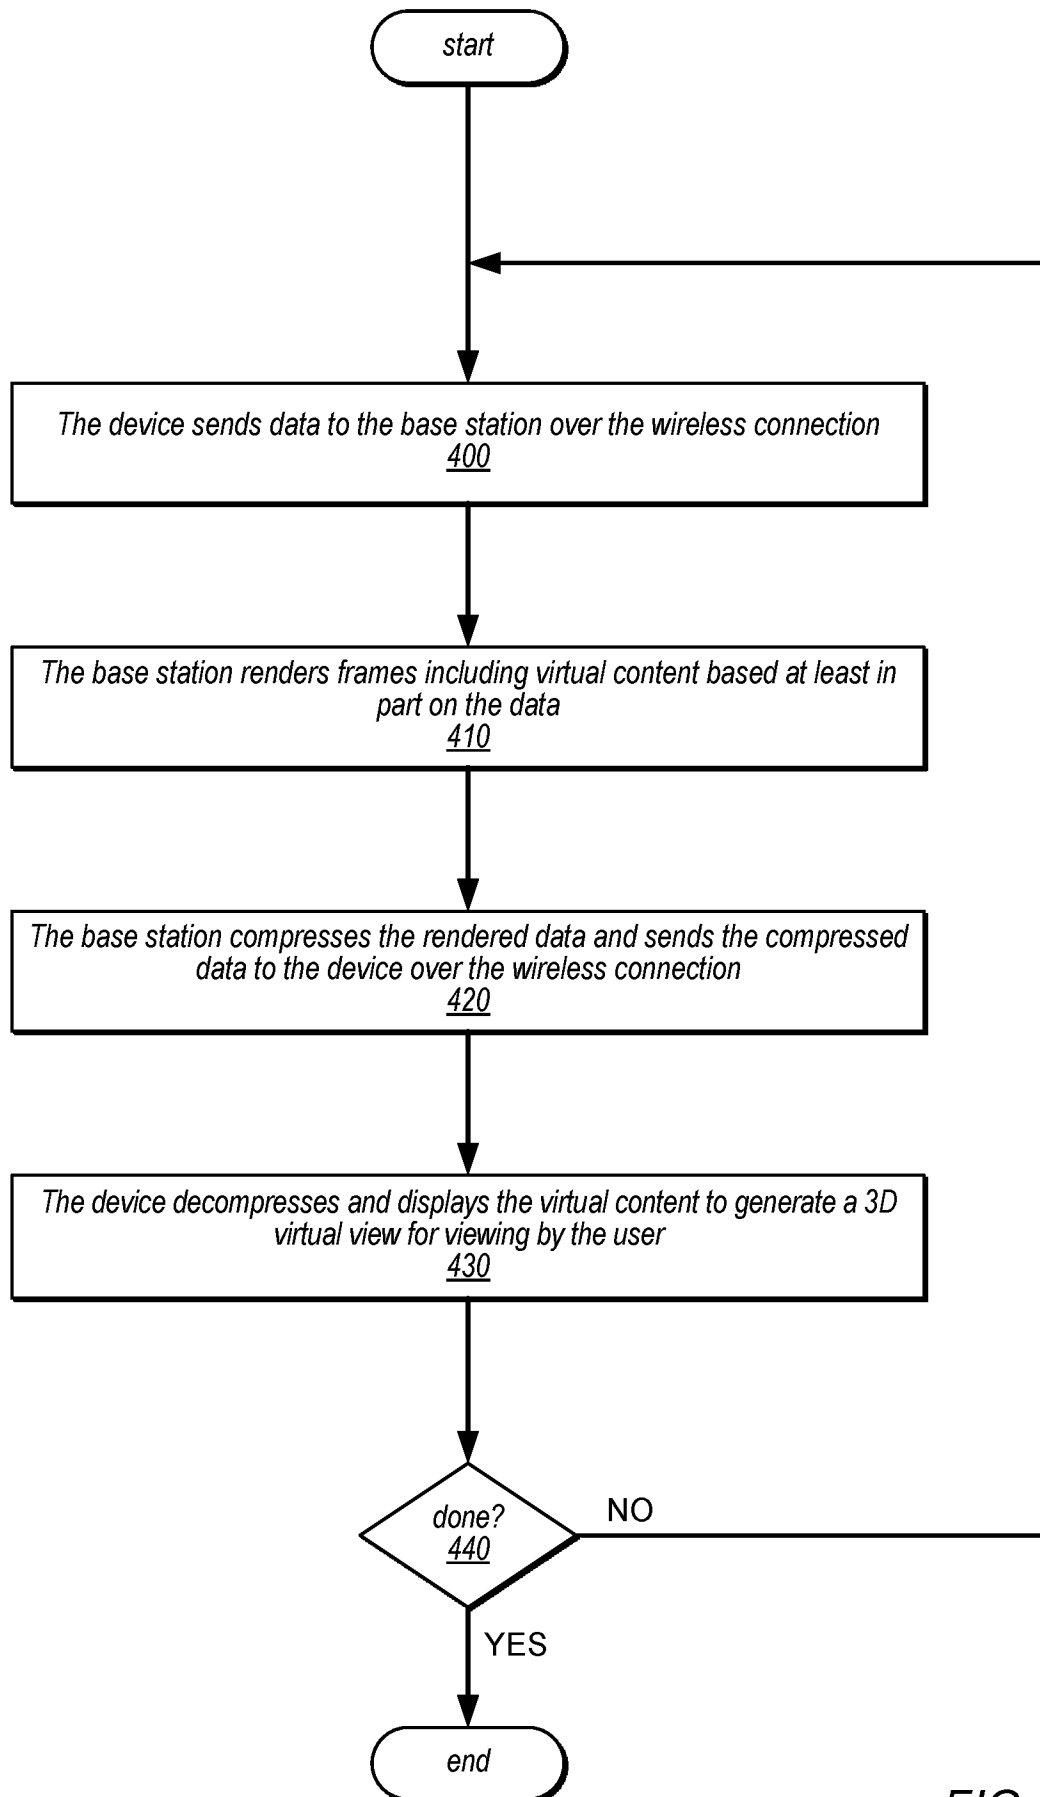 start
The device sends data to the base station over the wireless connection
400
The base station renders frames including virtual content based at least in
part on the data
410
The base station compresses the rendered data and sends the compressed
data to the device over the wireless connection
420
The device decompresses and displays the virtual content to generate a 3D
virtual view for viewing by the user
430
done?
440
NO
YES
end